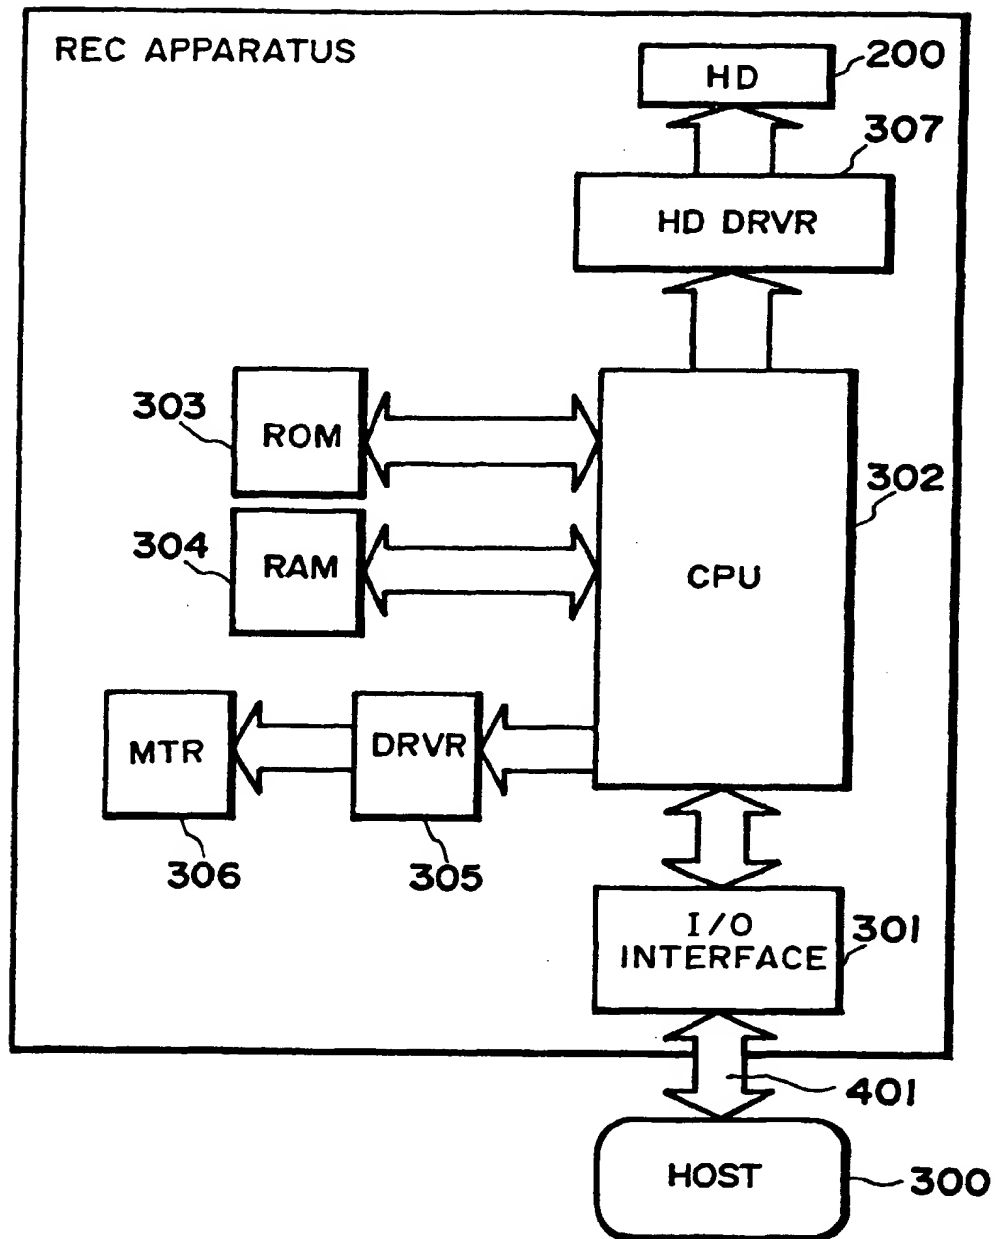 REC APPARATUS
HD
200
307
HD DRVR
303
ROM
302
304
RAM
CPU
MTR
DRVR
306
305
I/O
INTERFACE
301
401
HOST
300